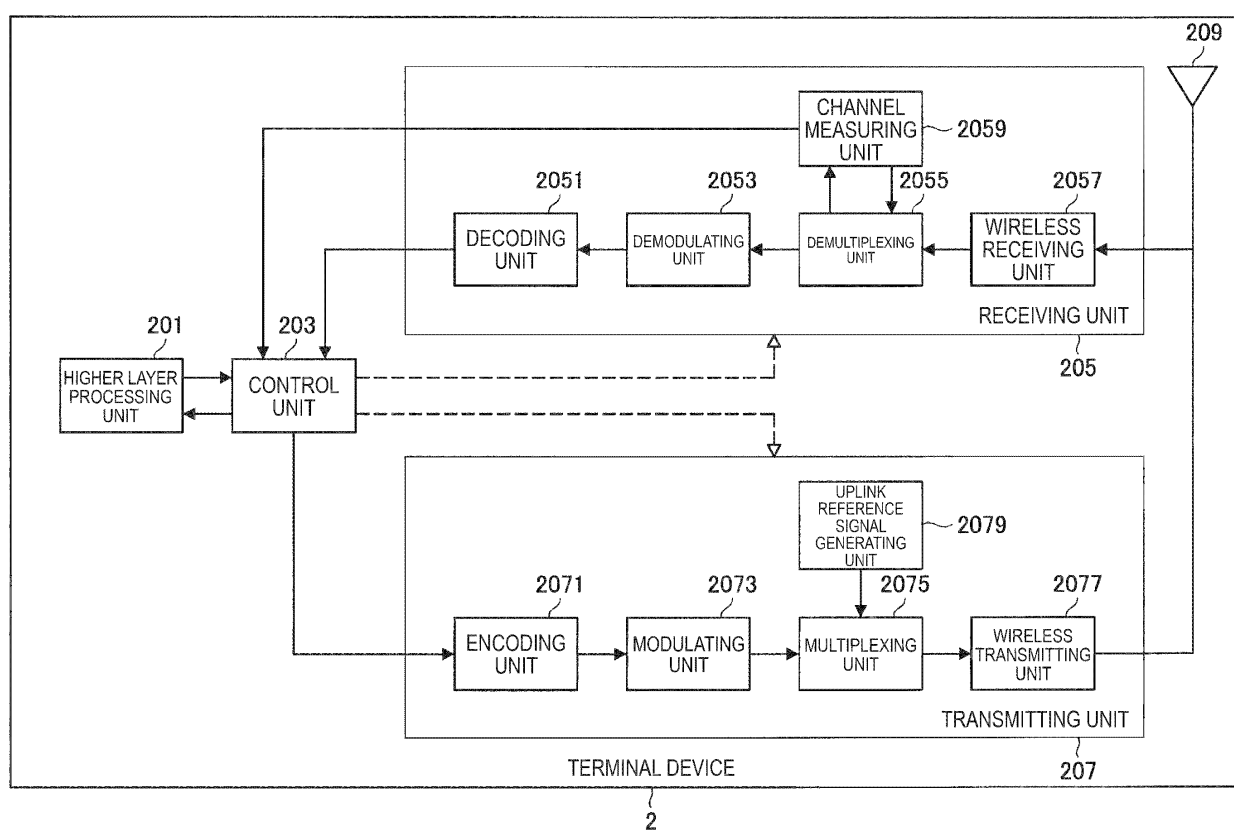 209
CHANNEL
MEASURING
UNIT
2059
2051
2053
2055
2057
DECODING
UNIT
DEMODULATING
UNIT
DEMULTIPLEXING
UNIT
WIRELESS
RECEIVING
UNIT
RECEIVING UNIT
205
201
203
HIGHER LAYER
PROCESSING
UNIT
CONTROL
UNIT
UPLINK
REFERENCE
SIGNAL
GENERATING
UNIT
2079
2071
2073
2075
2077
ENCODING
UNIT
MODULATING
UNIT
MULTIPLEXING
UNIT
WIRELESS
TRANSMITTING
UNIT
TRANSMITTING UNIT
207
TERMINAL DEVICE
2